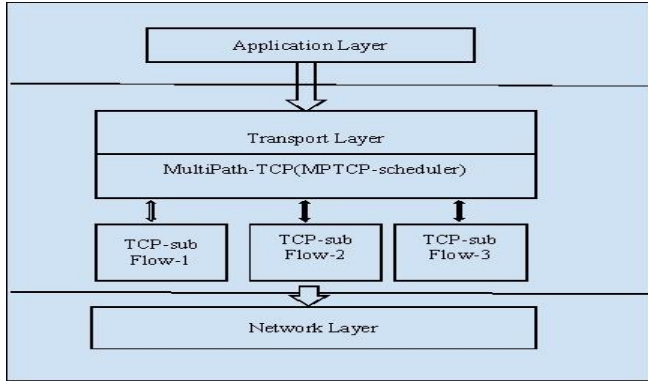 Application Layer
Transport Layer
MultiPath-TCP(MPTCP-scheduler)
TCP-sub
Flow-1
TCP-sub
Flow-2
TCP-sub
Flow-3
Network Layer